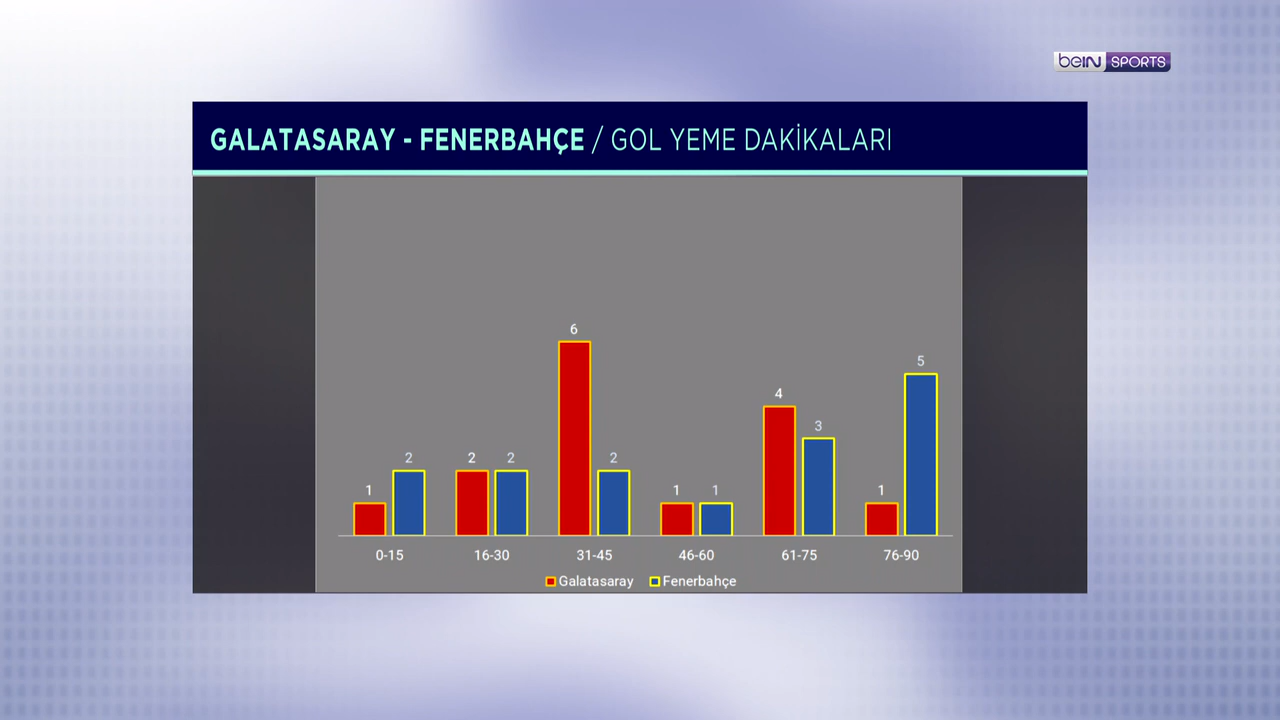 beIN SPORTS
GALATASARAY - FENERBAHÇE / GOL YEME DAKİKALARI
1 2 2 2 6 2 1 1 4 3 1 5
0-15 16-30 31-45 46-60 61-75 76-90
Galatasaray Fenerbahçe